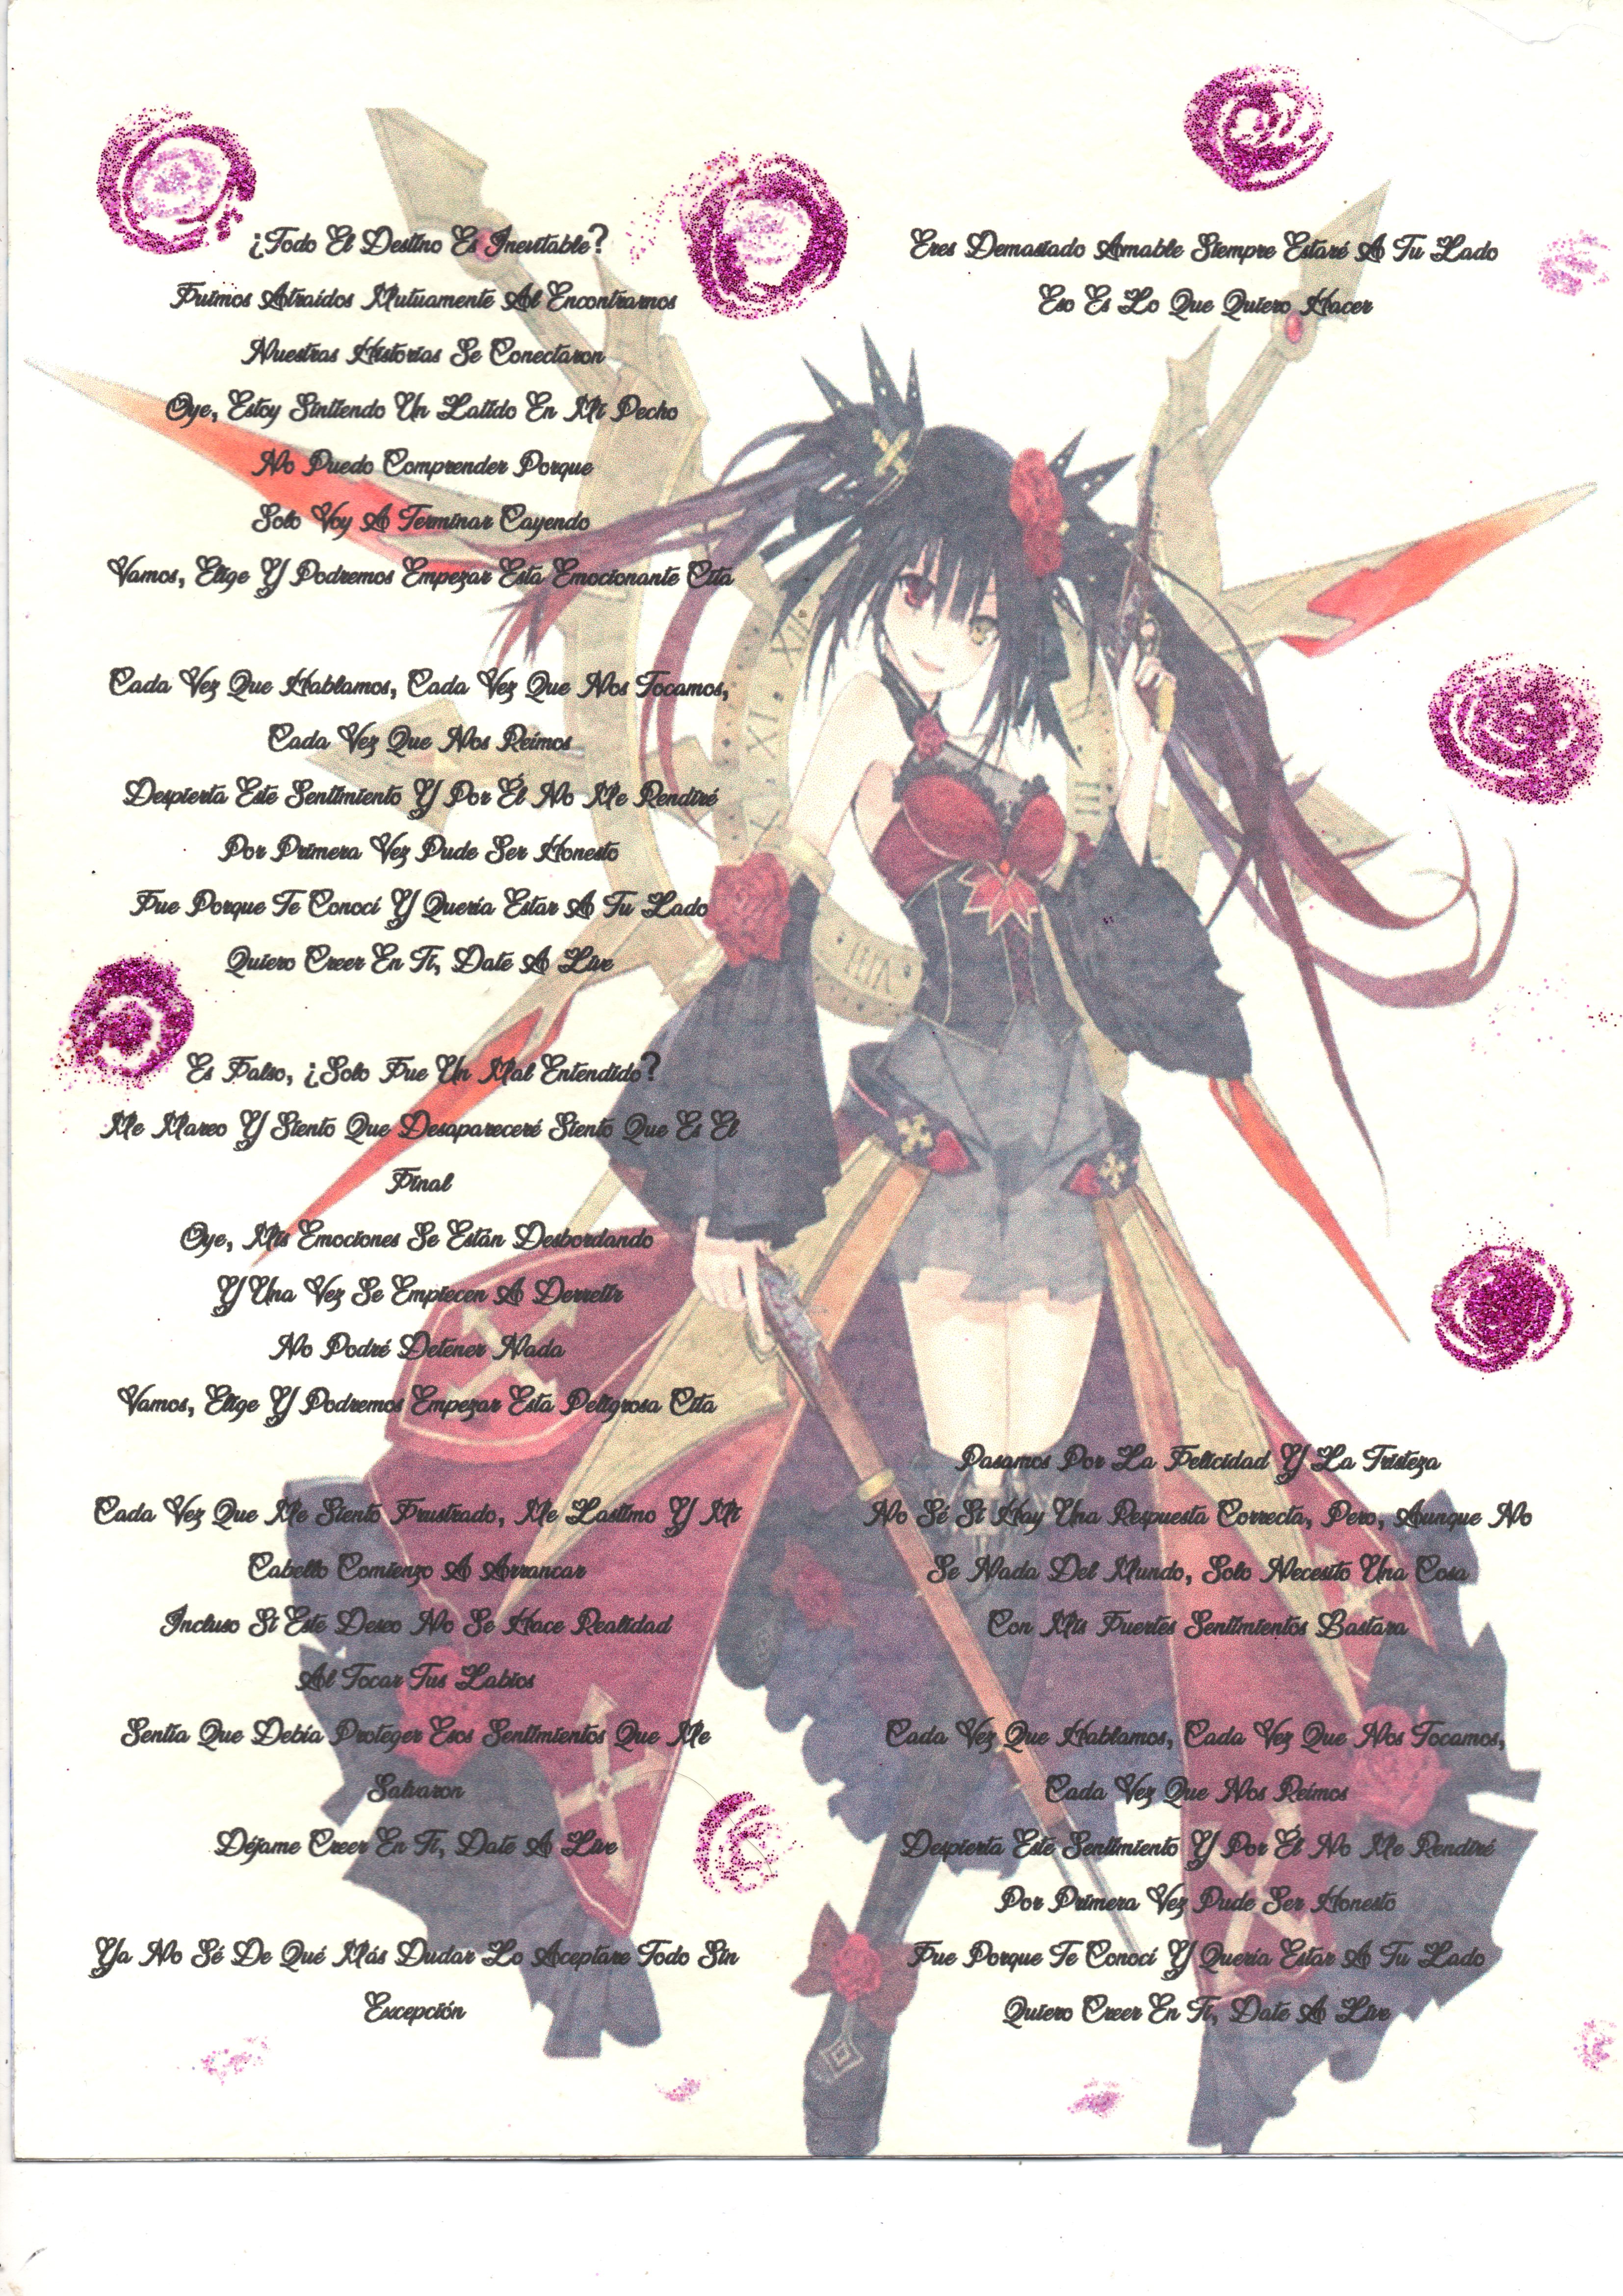 ¿Todo El Destino Es Inevitable?
Fuimos Atraídos Mutuamente Al Encontrarnos
Nuestras Historias Se Conectaron
Oye, Estoy Sintiendo Un Latido En Mi Pecho
No Puedo Comprender Porque
Solo Voy A Terminar Cayendo
Vamos, Elige Y Podremos Empezar Esta Emocionante Cita
Cada Vez Que Hablamos, Cada Vez Que Nos Tocamos,
Cada Vez Que Nos Reimos
Despierta Este Sentimiento Y Por Él No Me Rendiré
Por Primera Vez Pude Ser Honesto
Fue Porque Te Conocí Y Quería Estar A Tu Lado
Quiero Creer En Ti, Date A Live
Es Falso, ¿Solo Fue Un Mal Entendido?
Me Mareo Y Siento Que Desapareceré Siento Que Es El
Final
Oye, Mis Emociones Se Están Desbordando
Y Una Vez Se Empiecen A Derretir
No Podré Detener Nada
Vamos, Elige Y Podremos Empezar Esta Peligrosa Cita
Cada Vez Que Me Siento Frustrado, Me Lastimo Y Mi
Cabello Comienzo A Arrancar
Incluso Si Este Deseo No Se Hace Realidad
Al Tocar Tus Labios
Sentía Que Debía Proteger Esos Sentimientos Que Me
Salvaron
Déjame Creer En Ti, Date A Live
Ya No Sé De Qué Más Dudar Lo Aceptare Todo Sin
Excepción
Eres Demasiado Amable Siempre Estaré A Tu Lado
Eso Es Lo Que Quiero Hacer
Pasamos Por La Felicidad Y La Tristeza
No Sé Si Hay Una Respuesta Correcta, Pero, Aunque No
Se Nada Del Mundo, Solo Necesito Una Cosa
Con Mis Fuertes Sentimientos Bastara
Cada Vez Que Hablamos, Cada Vez Que Nos Tocamos,
Cada Vez Que Nos Reimos
Despierta Este Sentimiento Y Por Él No Me Rendiré
Por Primera Vez Pude Ser Honesto
Fue Porque Te Conocí Y Quería Estar A Tu Lado
Quiero Creer En Ti, Date A Live
XII
XI
X
VIII
II
III